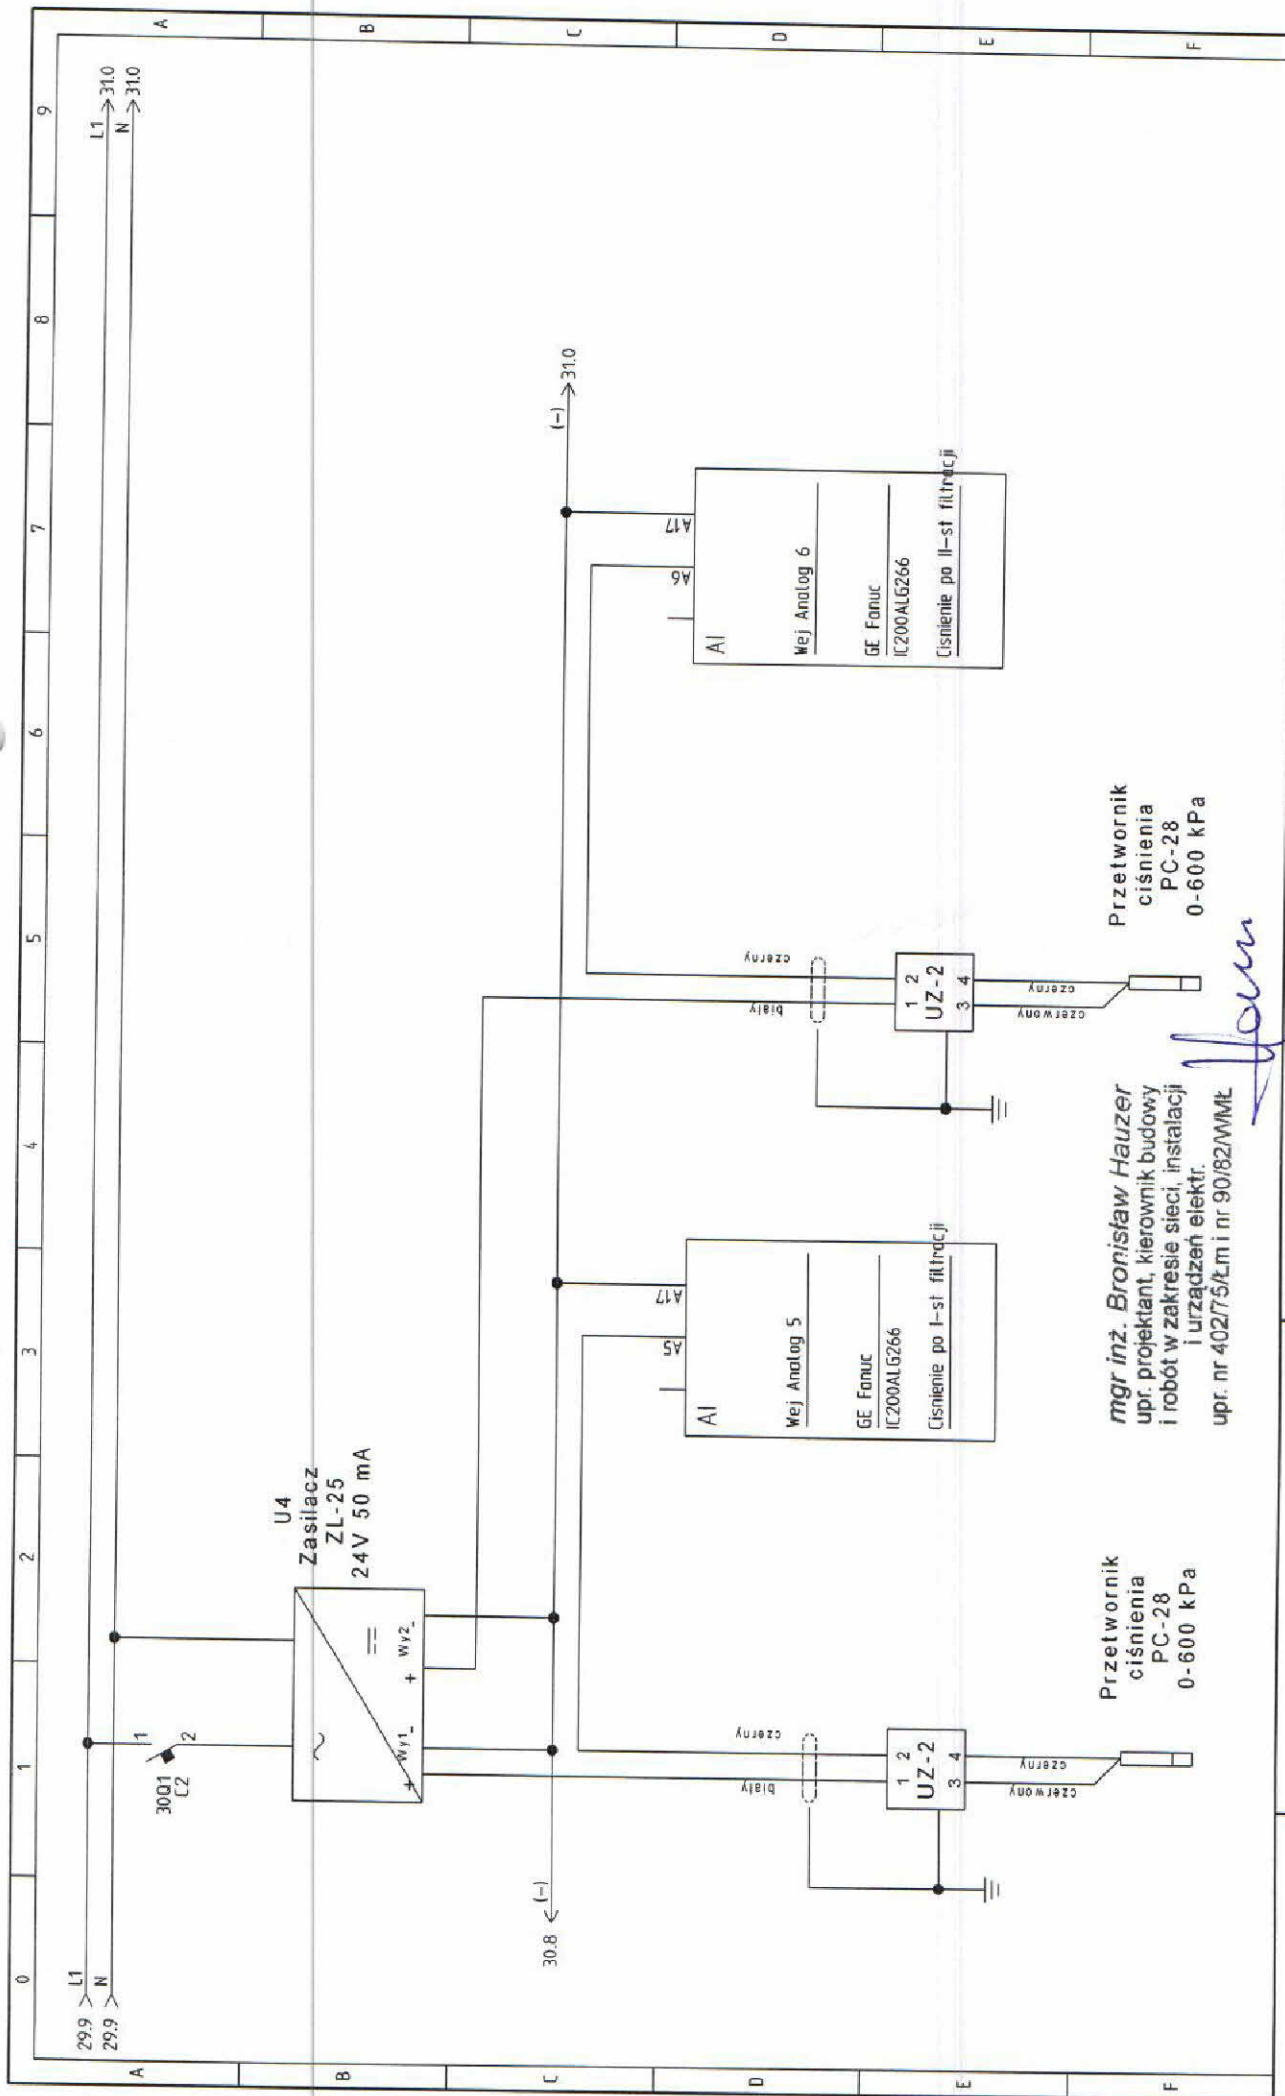 0 1 2 3 4 5 6 7 8 9
A
B
C
D
E
F
A
B
C
D
E
F
29.9 L1
29.9 N
L1 31.0
N 31.0
30Q1
C2
1
2
U4
Zasilacz
ZL-25
24V 50 mA
+ Wy1 - + Wy2 -
30.8 (-)
(-) 31.0
biały
czarny
1 2
UZ-2
3 4
czerwony
czarny
Przetwornik
ciśnienia
PC-28
0-600 kPa
A5
A17
AI
Wej Analog 5
GE Fanuc
IC200ALG266
Cisnienie po I-st filtracji
biały
czarny
1 2
UZ-2
3 4
czerwony
czarny
Przetwornik
ciśnienia
PC-28
0-600 kPa
A6
A17
AI
Wej Analog 6
GE Fanuc
IC200ALG266
Cisnienie po II-st filtracji
mgr inż. Bronisław Hauzer
upr. projektant, kierownik budowy
i robót w zakresie sieci, instalacji
i urządzeń elektr.
upr. nr 402/75/Łm i nr 90/82/WMŁ